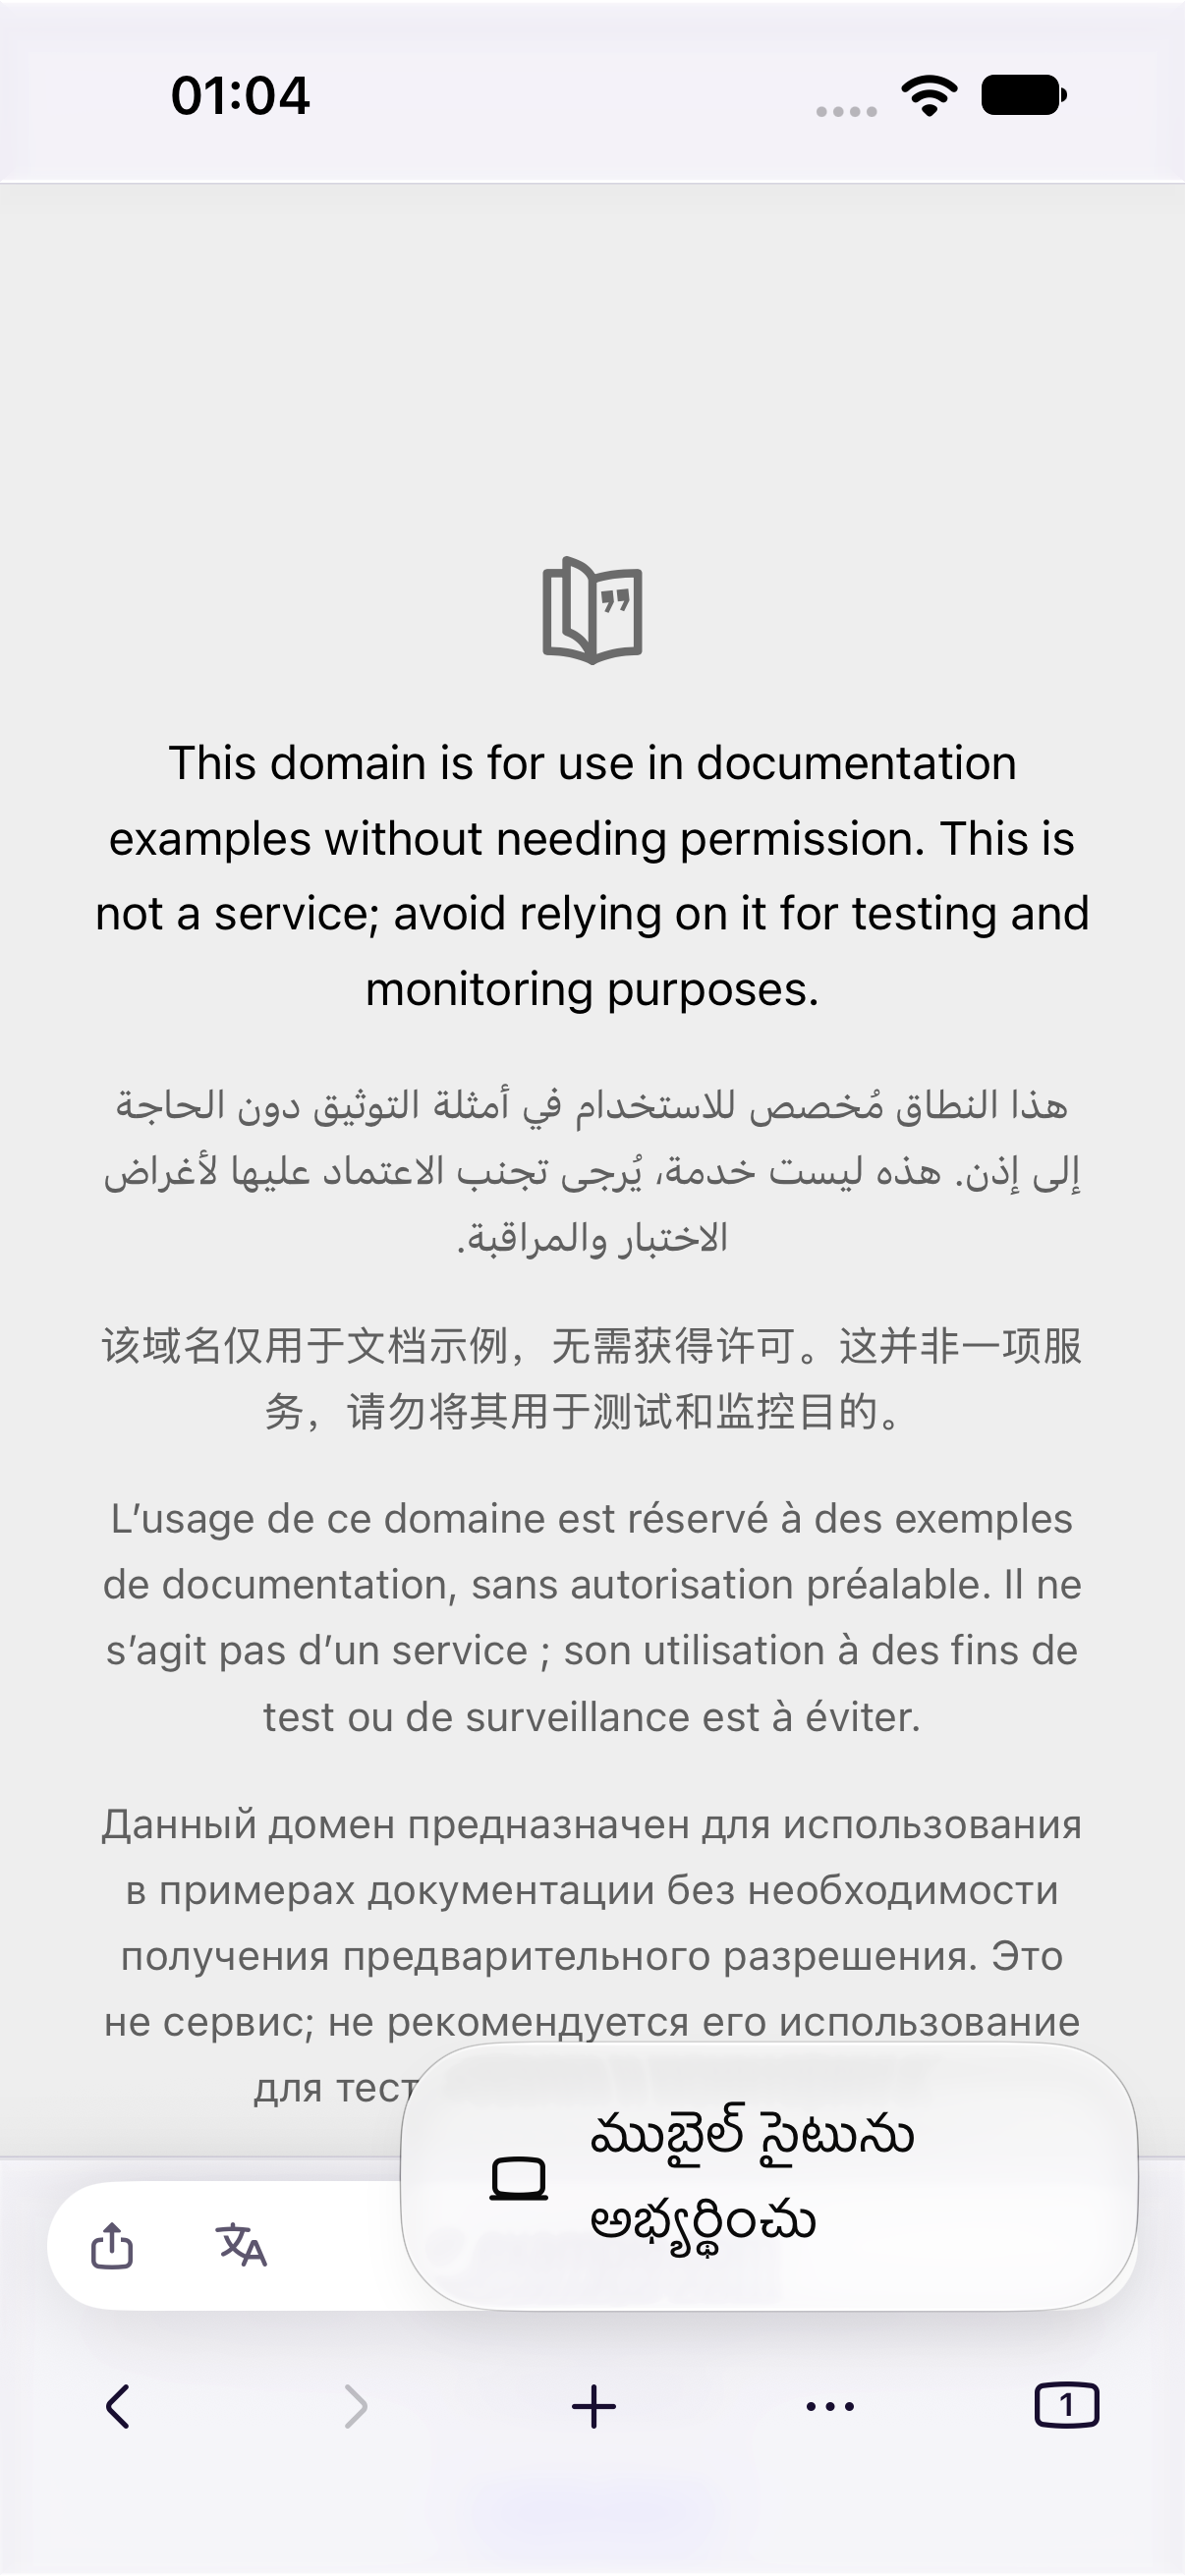 01:04
This domain is for use in documentation
examples without needing permission. This is
not a service; avoid relying on it for testing and
monitoring purposes.
هذا النطاق مُخصص للاستخدام في أمثلة التوثيق دون الحاجة
إلى إذن. هذه ليست خدمة، يُرجى تجنب الاعتماد عليها لأغراض
الاختبار والمراقبة.
该域名仅用于文档示例，无需获得许可。这并非一项服
务，请勿将其用于测试和监控目的。
L’usage de ce domaine est réservé à des exemples
de documentation, sans autorisation préalable. Il ne
s’agit pas d’un service ; son utilisation à des fins de
test ou de surveillance est à éviter.
Данный домен предназначен для использования
в примерах документации без необходимости
получения предварительного разрешения. Это
не сервис; не рекомендуется его использование
для тест
ముబైల్ సైటును
అభ్యర్థించు
1